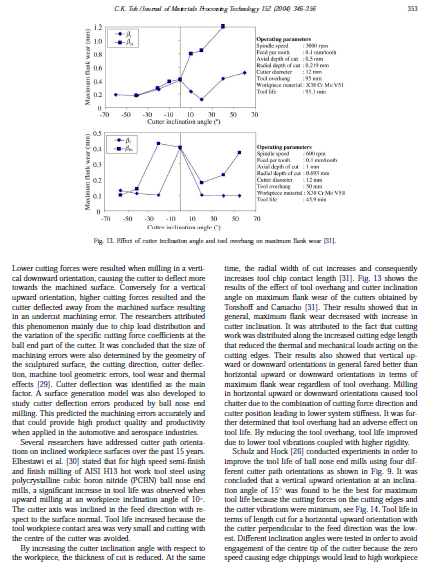 C.K. Toh / Journal of Materials Processing Technology 152 (2004) 346–356
353
Maximum flank wear (mm)
1.2
1.0
0.8
0.6
0.4
0.2
0
-70 -50 -30 -10 10 30 50 70
Cutter inclination angle (°)
Operating parameters
Spindle speed : 3000 rpm
Feed per tooth : 0.1 mm/tooth
Axial depth of cut : 0.5 mm
Radial depth of cut : 0.219 mm
Cutter diameter : 12 mm
Tool overhang : 95 mm
Workpiece material : X38 Cr Mo V51
Tool life : 95.1 min
Maximum flank wear (mm)
0.5
0.4
0.3
0.2
0.1
0
-70 -50 -30 -10 10 30 50 70
Cutter inclination angle (°)
Operating parameters
Spindle speed : 600 rpm
Feed per tooth : 0.1 mm/tooth
Axial depth of cut : 1 mm
Radial depth of cut : 0.693 mm
Cutter diameter : 12 mm
Tool overhang : 50 mm
Workpiece material : X38 Cr Mo V51
Tool life : 45.9 min
Fig. 13. Effect of cutter inclination angle and tool overhang on maximum flank wear [31].
Lower cutting forces were resulted when milling in a verti-
cal downward orientation, causing the cutter to deflect more
towards the machined surface. Conversely for a vertical
upward orientation, higher cutting forces resulted and the
cutter deflected away from the machined surface resulting
in an undercut machining error. The researchers attributed
this phenomenon mainly due to chip load distribution and
the variation of the specific cutting force coefficients at the
ball end part of the cutter. It was concluded that the size of
machining errors were also determined by the geometry of
the sculptured surface, the cutting direction, cutter deflec-
tion, machine tool geometric errors, tool wear and thermal
effects [29]. Cutter deflection was identified as the main
factor. A surface generation model was also developed to
study cutter deflection errors produced by ball nose end
milling. This predicted the machining errors accurately and
that could provide high product quality and productivity
when applied in the automotive and aerospace industries.
Several researchers have addressed cutter path orienta-
tions on inclined workpiece surfaces over the past 15 years.
Elbestawi et al. [30] stated that for high speed semi-finish
and finish milling of AISI H13 hot work tool steel using
polycrystalline cubic boron nitride (PCBN) ball nose end
mills, a significant increase in tool life was observed when
upward milling at an workpiece inclination angle of 10°.
The cutter axis was inclined in the feed direction with re-
spect to the surface normal. Tool life increased because the
tool workpiece contact area was very small and cutting with
the centre of the cutter was avoided.
By increasing the cutter inclination angle with respect to
the workpiece, the thickness of cut is reduced. At the same
time, the radial width of cut increases and consequently
increases tool chip contact length [31]. Fig. 13 shows the
results of the effect of tool overhang and cutter inclination
angle on maximum flank wear of the cutters obtained by
Tonshoff and Camacho [31]. Their results showed that in
general, maximum flank wear decreased with increase in
cutter inclination. It was attributed to the fact that cutting
work was distributed along the increased cutting edge length
that reduced the thermal and mechanical loads acting on the
cutting edges. Their results also showed that vertical up-
ward or downward orientations in general fared better than
horizontal upward or downward orientations in terms of
maximum flank wear regardless of tool overhang. Milling
in horizontal upward or downward orientations caused tool
chatter due to the combination of cutting force direction and
cutter position leading to lower system stiffness. It was fur-
ther determined that tool overhang had an adverse effect on
tool life. By reducing the tool overhang, tool life improved
due to lower tool vibrations coupled with higher rigidity.
Schulz and Hock [26] conducted experiments in order to
improve the tool life of ball nose end mills using four dif-
ferent cutter path orientations as shown in Fig. 9. It was
concluded that a vertical upward orientation at an inclina-
tion angle of 15° was found to be the best for maximum
tool life because the cutting forces on the cutting edges and
the cutter vibrations were minimum, see Fig. 14. Tool life in
terms of length cut for a horizontal upward orientation with
the cutter perpendicular to the feed direction was the low-
est. Different inclination angles were tested in order to avoid
engagement of the centre tip of the cutter because the zero
speed causing edge chippings would lead to high workpiece